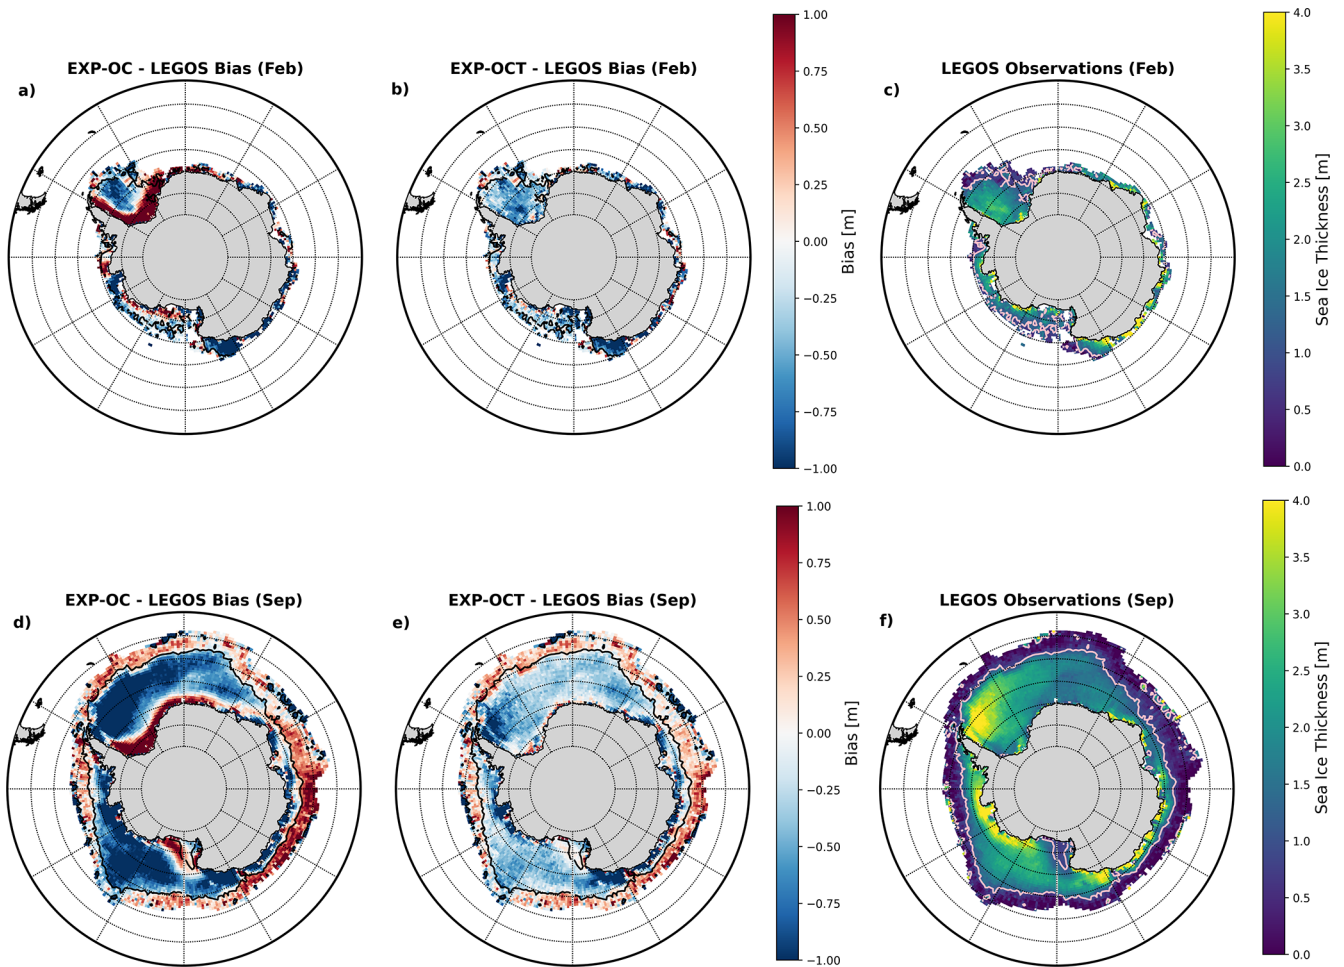 EXP-OC - LEGOS Bias (Feb)
EXP-OCT - LEGOS Bias (Feb)
LEGOS Observations (Feb)
a)
b)
c)
1.00
0.75
0.50
0.25
0.00
−0.25
−0.50
−0.75
−1.00
Bias [m]
4.0
3.5
3.0
2.5
2.0
1.5
1.0
0.5
0.0
Sea Ice Thickness [m]
EXP-OC - LEGOS Bias (Sep)
EXP-OCT - LEGOS Bias (Sep)
LEGOS Observations (Sep)
d)
e)
f)
1.00
0.75
0.50
0.25
0.00
−0.25
−0.50
−0.75
−1.00
Bias [m]
4.0
3.5
3.0
2.5
2.0
1.5
1.0
0.5
0.0
Sea Ice Thickness [m]